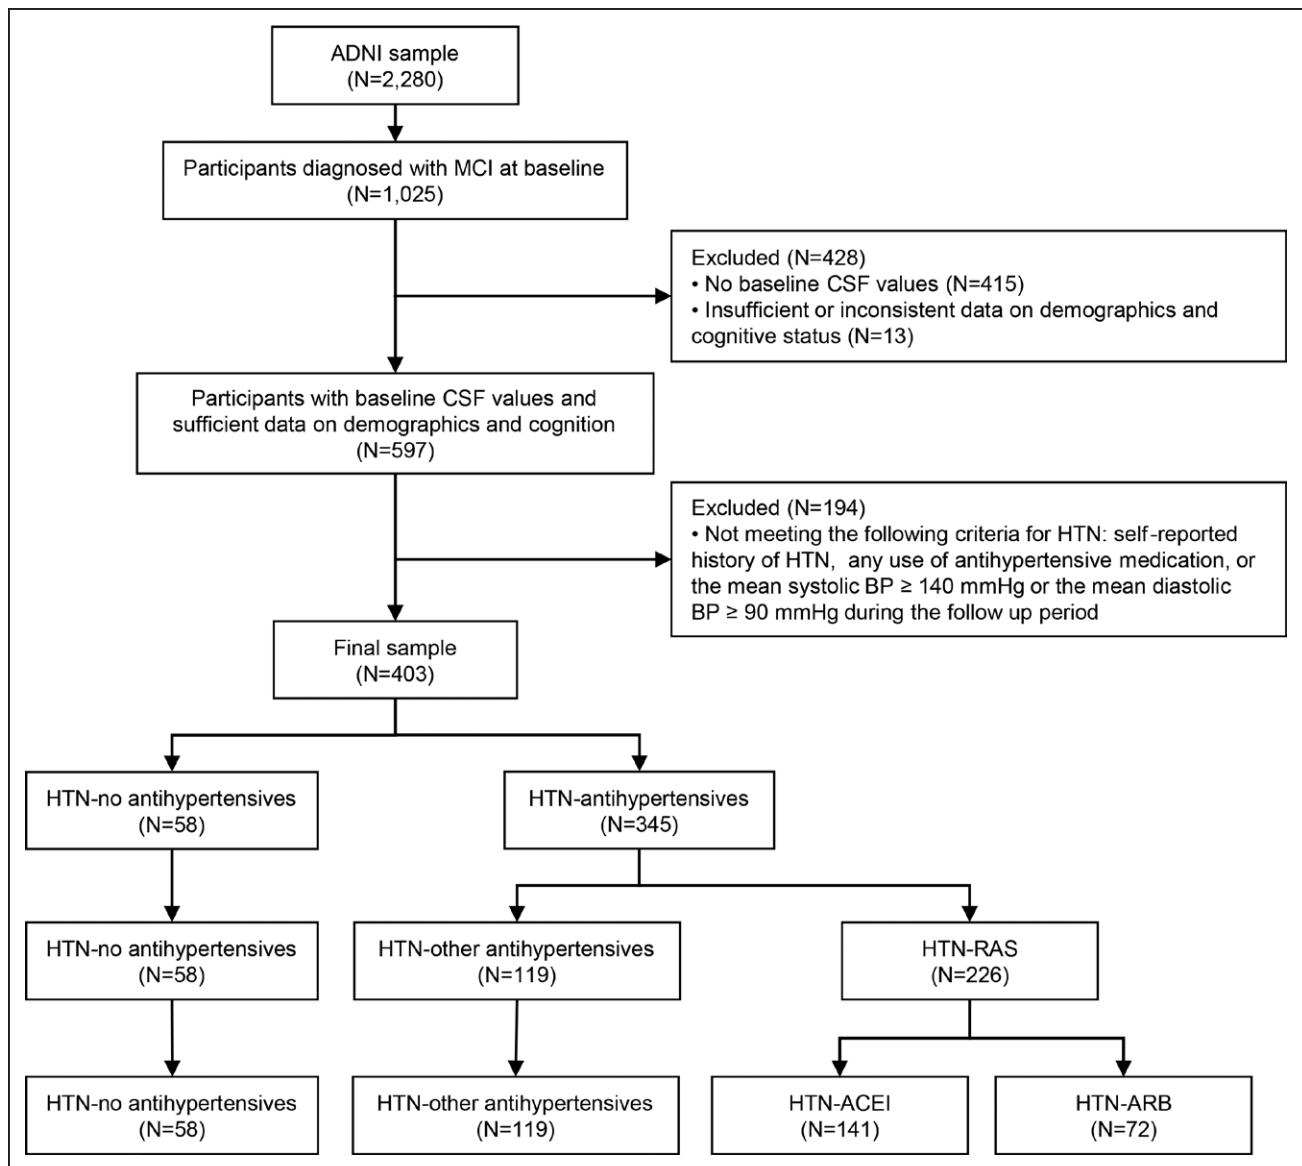 ADNI sample
(N=2,280)
Participants diagnosed with MCI at baseline
(N=1,025)
Excluded (N=428)
• No baseline CSF values (N=415)
• Insufficient or inconsistent data on demographics and
cognitive status (N=13)
Participants with baseline CSF values and
sufficient data on demographics and cognition
(N=597)
Excluded (N=194)
• Not meeting the following criteria for HTN: self-reported
history of HTN, any use of antihypertensive medication, or
the mean systolic BP ≥ 140 mmHg or the mean diastolic
BP ≥ 90 mmHg during the follow up period
Final sample
(N=403)
HTN-no antihypertensives
(N=58)
HTN-antihypertensives
(N=345)
HTN-no antihypertensives
(N=58)
HTN-other antihypertensives
(N=119)
HTN-RAS
(N=226)
HTN-no antihypertensives
(N=58)
HTN-other antihypertensives
(N=119)
HTN-ACEI
(N=141)
HTN-ARB
(N=72)